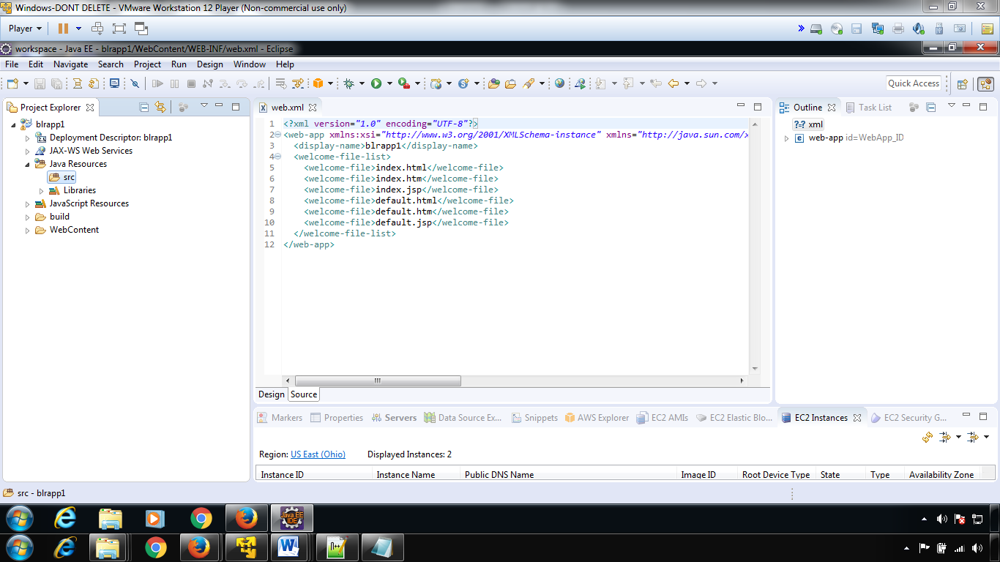 Windows-DONT DELETE - VMware Workstation 12 Player (Non-commercial use only)
Player
workspace - Java EE - blrapp1/WebContent/WEB-INF/web.xml - Eclipse
File Edit Navigate Search Project Run Design Window Help
Quick Access
Project Explorer
blrapp1
Deployment Descriptor: blrapp1
JAX-WS Web Services
Java Resources
src
Libraries
JavaScript Resources
build
WebContent
web.xml
1 <?xml version="1.0" encoding="UTF-8"?>
2 <web-app xmlns:xsi="http://www.w3.org/2001/XMLSchema-instance" xmlns="http://java.sun.com/x
3 <display-name>blrapp1</display-name>
4 <welcome-file-list>
5 <welcome-file>index.html</welcome-file>
6 <welcome-file>index.htm</welcome-file>
7 <welcome-file>index.jsp</welcome-file>
8 <welcome-file>default.html</welcome-file>
9 <welcome-file>default.htm</welcome-file>
10 <welcome-file>default.jsp</welcome-file>
11 </welcome-file-list>
12 </web-app>
Design Source
Outline Task List
xml
web-app id=WebApp_ID
Markers Properties Servers Data Source Ex... Snippets AWS Explorer EC2 AMIs EC2 Elastic Blo... EC2 Instances EC2 Security G...
Region: US East (Ohio) Displayed Instances: 2
Instance ID Instance Name Public DNS Name Image ID Root Device Type State Type Availability Zone
src - blrapp1
Java EE
IDE